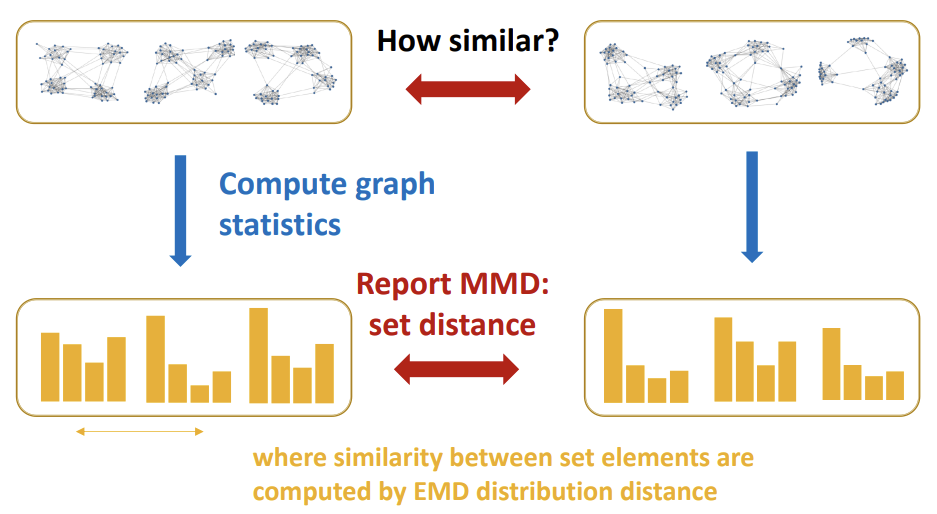 How similar?
Compute graph
statistics
Report MMD:
set distance
where similarity between set elements are
computed by EMD distribution distance